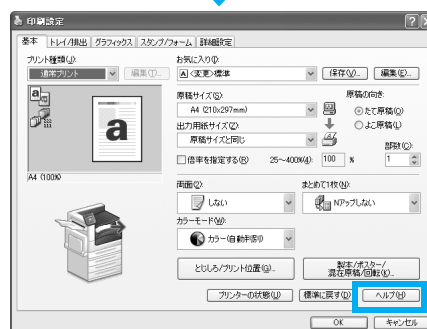 印刷設定
基本 トレイ/排出 グラフィックス スタンプ/フォーム 詳細設定
プリント種類(J):
通常プリント 編集(T)...
お気に入り(I):
<変更>標準 保存(V)... 編集(E)...
原稿サイズ(S):
A4 (210x297mm)
原稿の向き:
たて原稿(O)
よこ原稿(L)
出力用紙サイズ(Z):
原稿サイズと同じ
部数(C):
倍率を指定する(R) 25~400%(4): 100 % 1
A4 (100%)
両面(2):
しない
まとめて1枚(N):
Nアップしない
カラーモード(W):
カラー(自動判別)
とじしろ/プリント位置(G)...
製本/ポスター/
混在原稿/回転(K)...
プリンターの状態(U) 標準に戻す(D) ヘルプ(H)
OK キャンセル